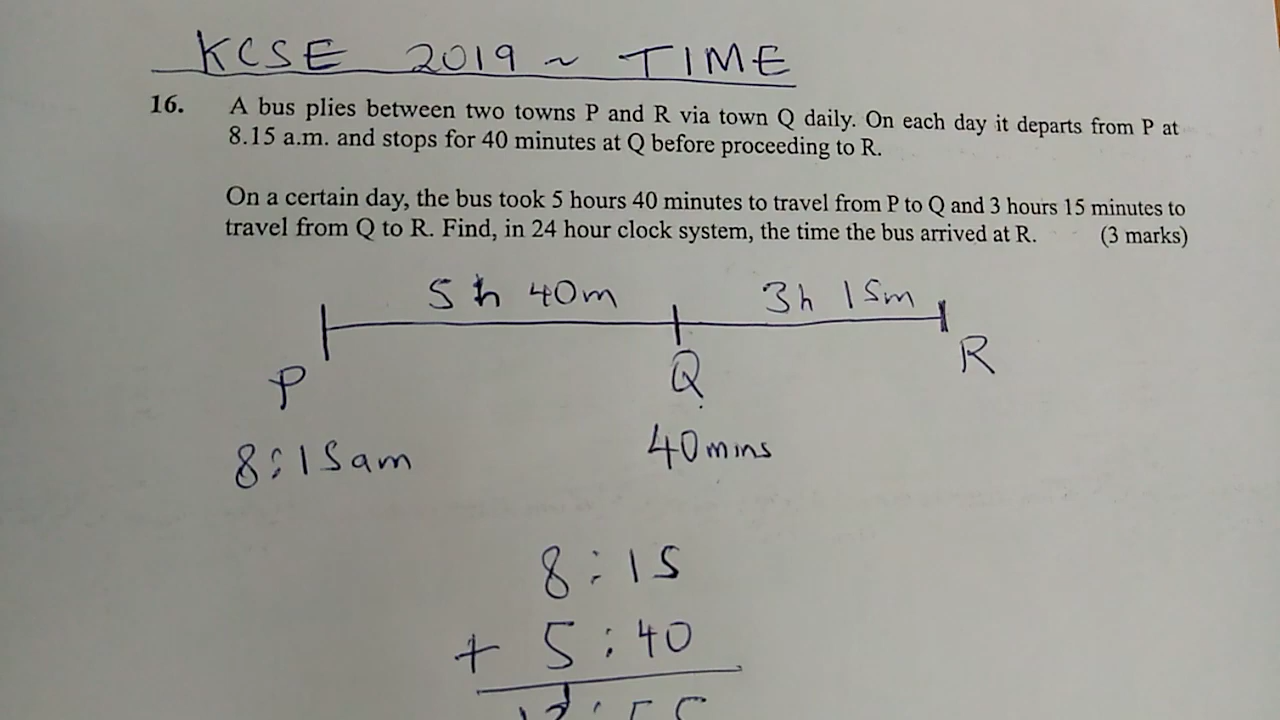 KCSE 2019 ~ TIME
16. A bus plies between two towns P and R via town Q daily. On each day it departs from P at
8.15 a.m. and stops for 40 minutes at Q before proceeding to R.
On a certain day, the bus took 5 hours 40 minutes to travel from P to Q and 3 hours 15 minutes to
travel from Q to R. Find, in 24 hour clock system, the time the bus arrived at R. (3 marks)
5h 40m 3h 15m
P Q R
8:15am 40mins
8:15
+ 5:40